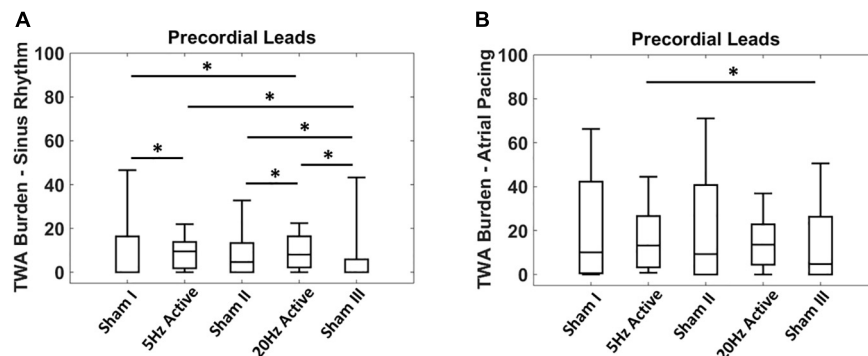 A
Precordial Leads
TWA Burden - Sinus Rhythm
100
80
60
40
20
0
*
*
*
*
*
*
Sham I
5Hz Active
Sham II
20Hz Active
Sham III
B
Precordial Leads
TWA Burden - Atrial Pacing
100
80
60
40
20
0
*
Sham I
5Hz Active
Sham II
20Hz Active
Sham III